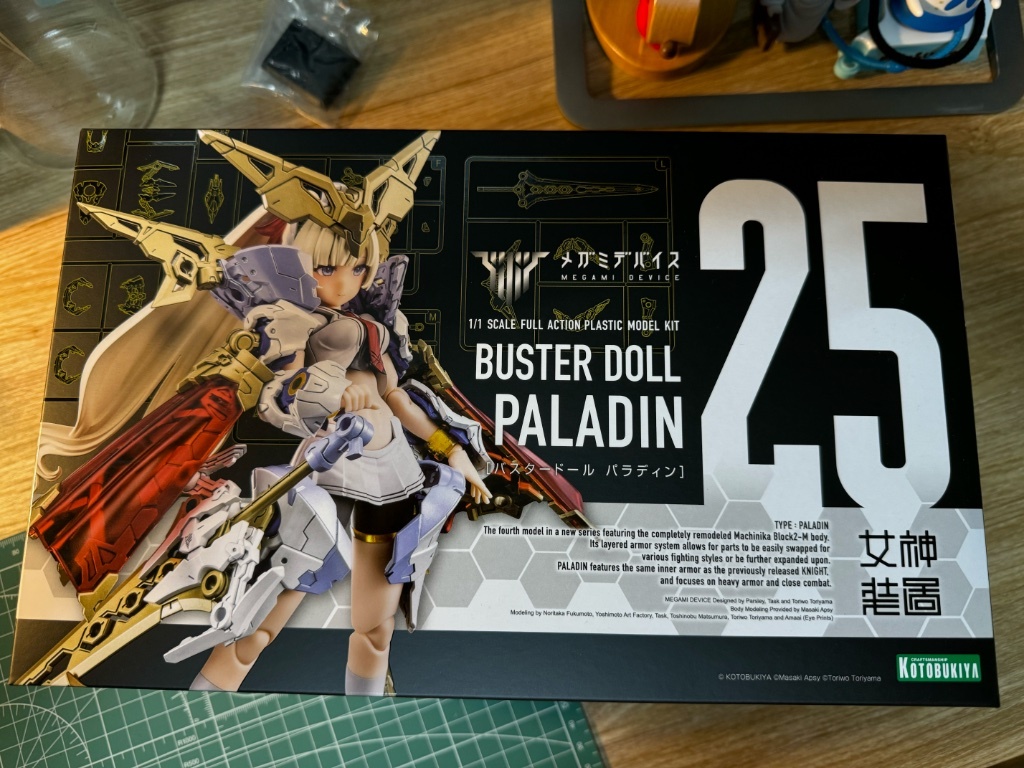 25
メガミデバイス
MEGAMI DEVICE
1/1 SCALE FULL ACTION PLASTIC MODEL KIT
BUSTER DOLL
PALADIN
[バスタードール パラディン]
TYPE : PALADIN
The fourth model in a new series featuring the completely remodeled Machinika Block2-M body.
Its layered armor system allows for parts to be easily swapped for
various fighting styles or be further expanded upon.
PALADIN features the same inner armor as the previously released KNIGHT,
and focuses on heavy armor and close combat.
MEGAMI DEVICE Designed by Panday, Task and Toriwo Toriyama
Body Modeling Provided by Masaki Apsy
Modeling by Noritaka Fukumoto, Yoshimoto Art Factory, Task, Toshinobu Matsumura, Toriwo Toriyama and Amasai (Eye Prints)
女神
装置
CRAFTSMANSHIP
KOTOBUKIYA
© KOTOBUKIYA ©Masaki Apsy ©Toriwo Toriyama
F
L
M